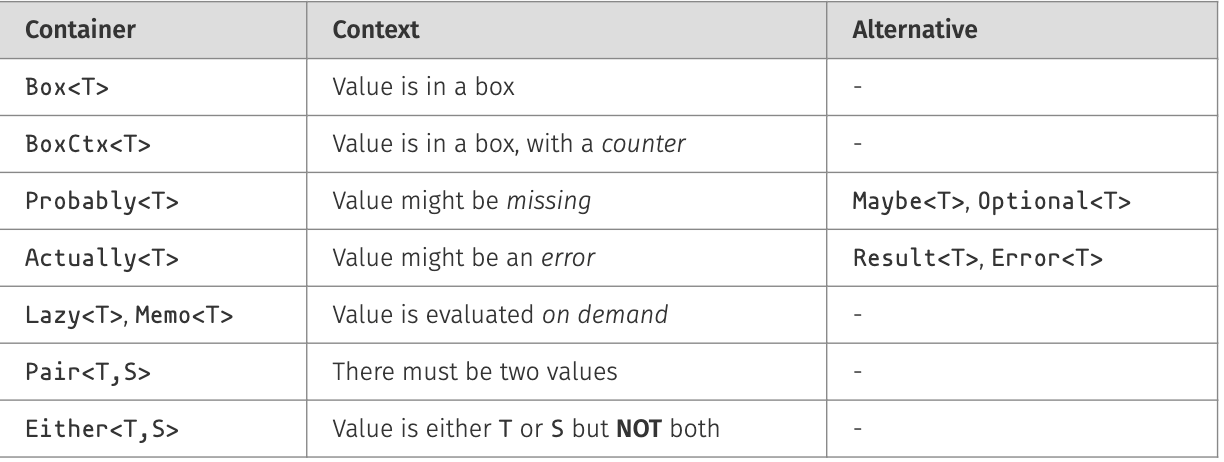 Container Context Alternative
Box<T> Value is in a box -
BoxCtx<T> Value is in a box, with a counter -
Probably<T> Value might be missing Maybe<T>, Optional<T>
Actually<T> Value might be an error Result<T>, Error<T>
Lazy<T>, Memo<T> Value is evaluated on demand -
Pair<T,S> There must be two values -
Either<T,S> Value is either T or S but NOT both -